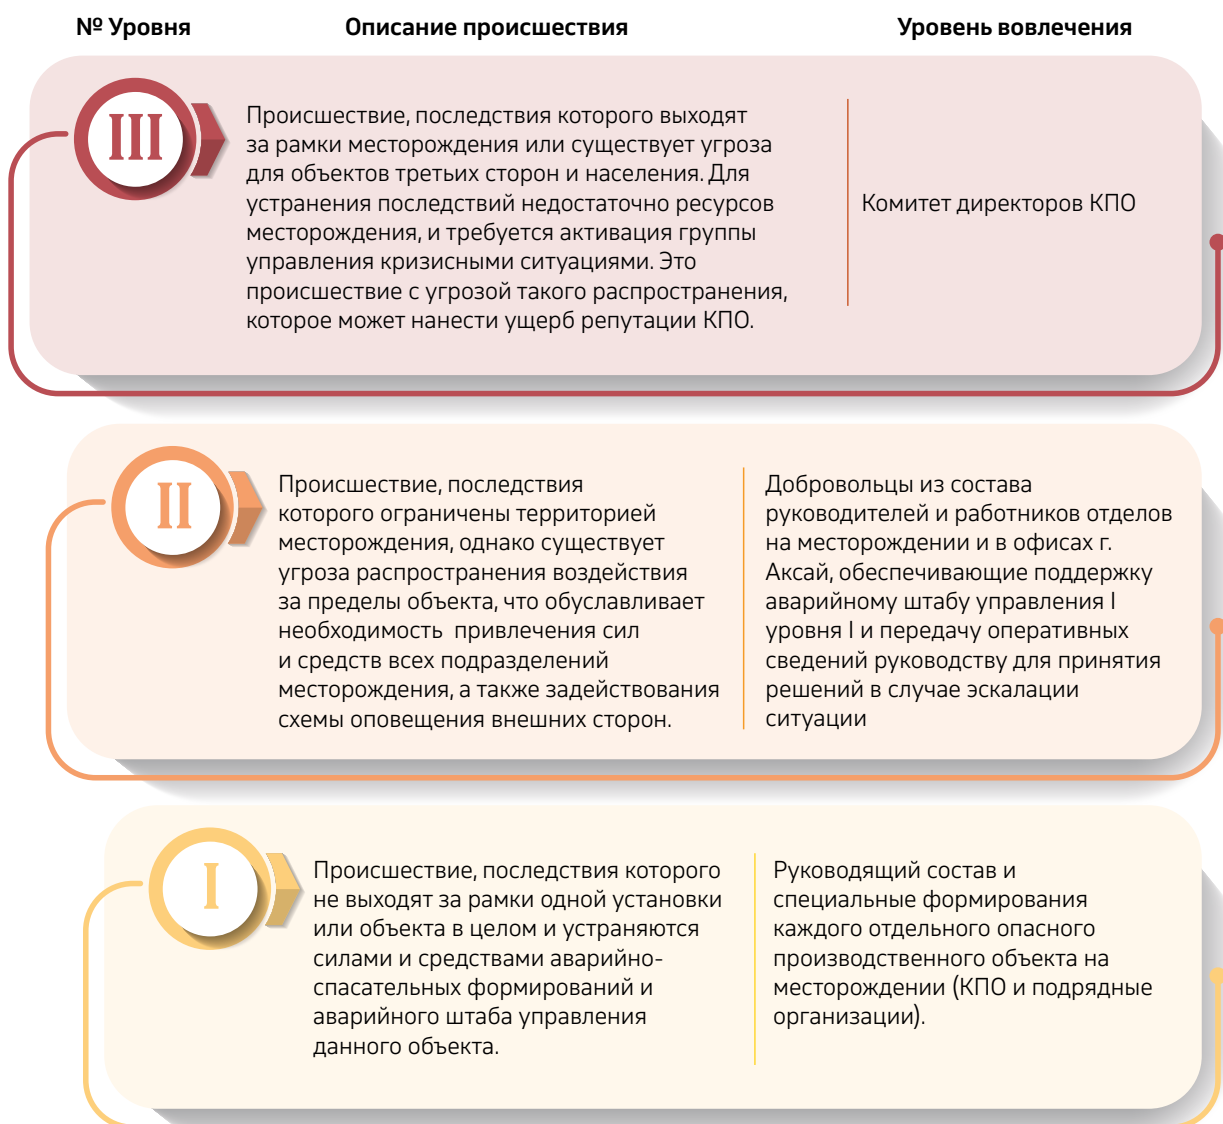 № Уровня Описание происшествия Уровень вовлечения
III
Происшествие, последствия которого выходят
за рамки месторождения или существует угроза
для объектов третьих сторон и населения. Для
устранения последствий недостаточно ресурсов
месторождения, и требуется активация группы
управления кризисными ситуациями. Это
происшествие с угрозой такого распространения,
которое может нанести ущерб репутации КПО.
Комитет директоров КПО
II
Происшествие, последствия
которого ограничены территорией
месторождения, однако существует
угроза распространения воздействия
за пределы объекта, что обуславливает
необходимость привлечения сил
и средств всех подразделений
месторождения, а также задействования
схемы оповещения внешних сторон.
Добровольцы из состава
руководителей и работников отделов
на месторождении и в офисах г.
Аксай, обеспечивающие поддержку
аварийному штабу управления I
уровня I и передачу оперативных
сведений руководству для принятия
решений в случае эскалации
ситуации
I
Происшествие, последствия которого
не выходят за рамки одной установки
или объекта в целом и устраняются
силами и средствами аварийно-
спасательных формирований и
аварийного штаба управления
данного объекта.
Руководящий состав и
специальные формирования
каждого отдельного опасного
производственного объекта на
месторождении (КПО и подрядные
организации).